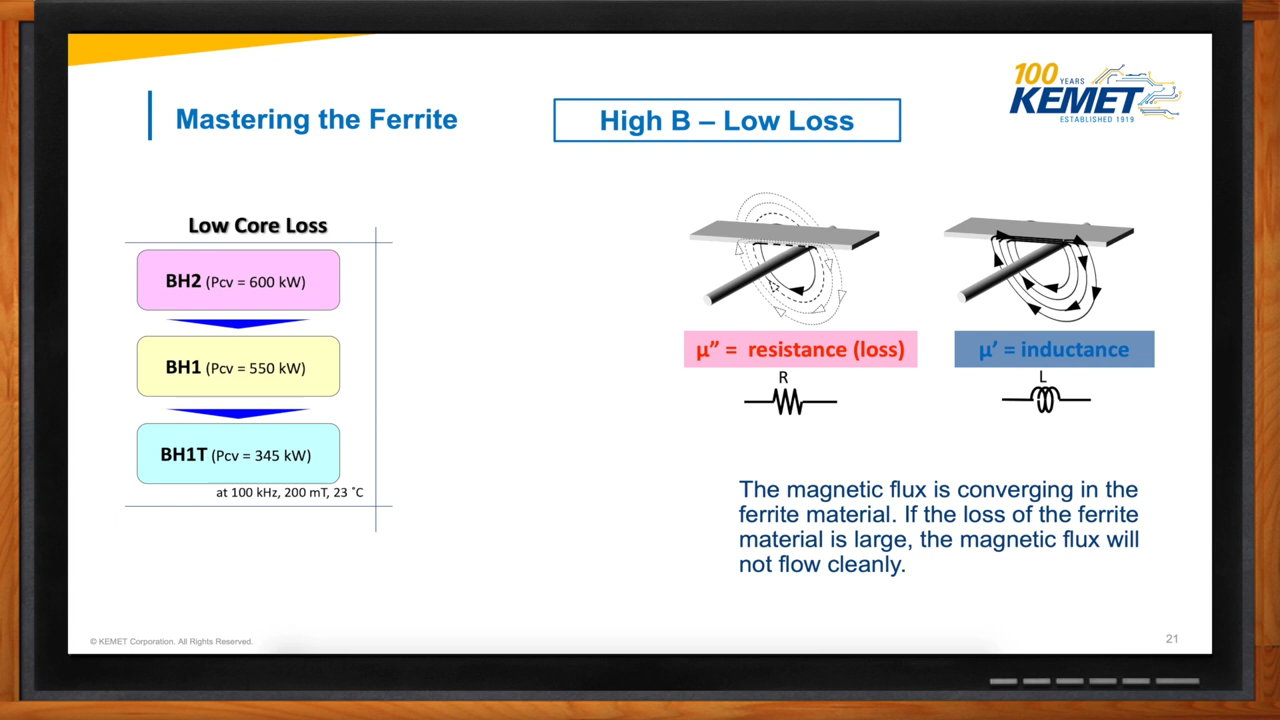 Mastering the Ferrite
High B – Low Loss
100 YEARS
KEMET
ESTABLISHED 1919
Low Core Loss
BH2 (Pcv = 600 kW)
BH1 (Pcv = 550 kW)
BH1T (Pcv = 345 kW)
at 100 kHz, 200 mT, 23 ˚C
μ” = resistance (loss)
μ’ = inductance
R
L
The magnetic flux is converging in the
ferrite material. If the loss of the ferrite
material is large, the magnetic flux will
not flow cleanly.
© KEMET Corporation. All Rights Reserved.
21